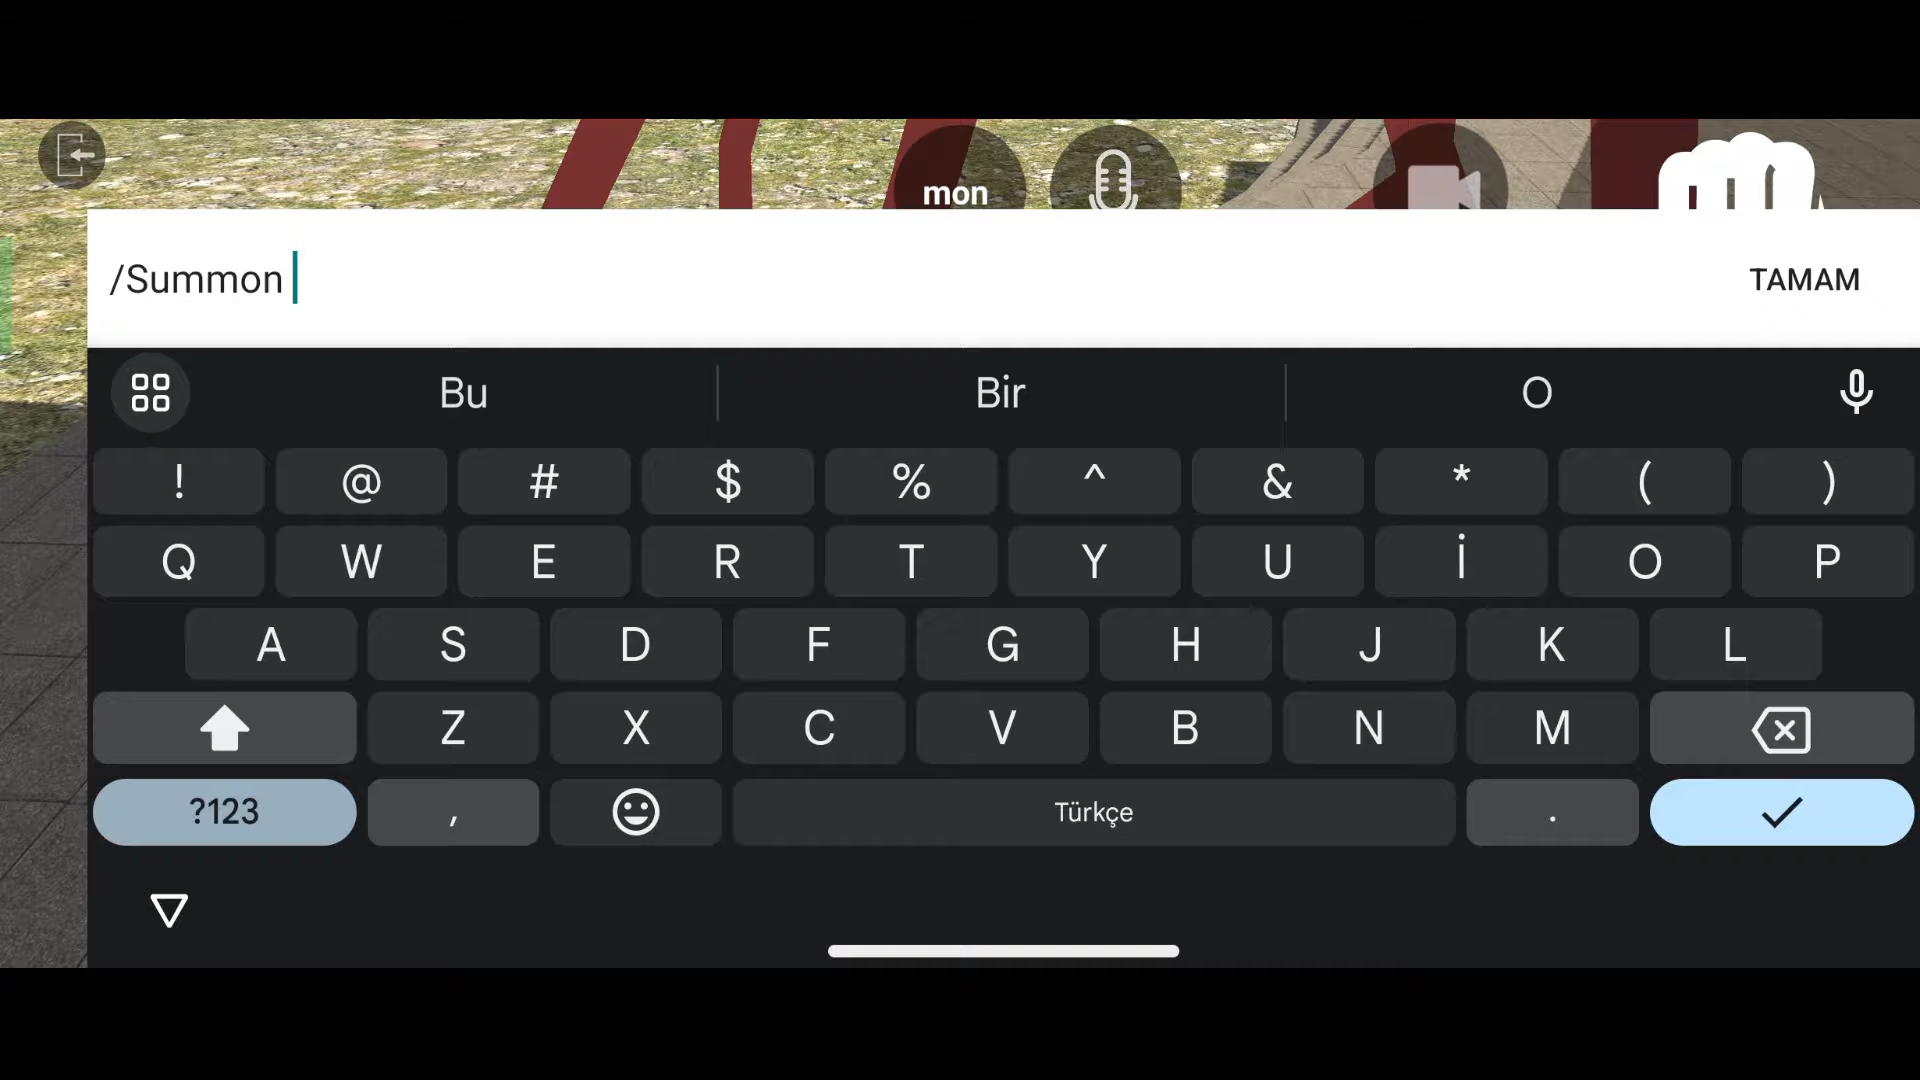 mon
/Summon
TAMAM
Bu Bir O
! @ # $ % ^ & * ( )
Q W E R T Y U İ O P
A S D F G H J K L
Z X C V B N M
?123 , Türkçe .